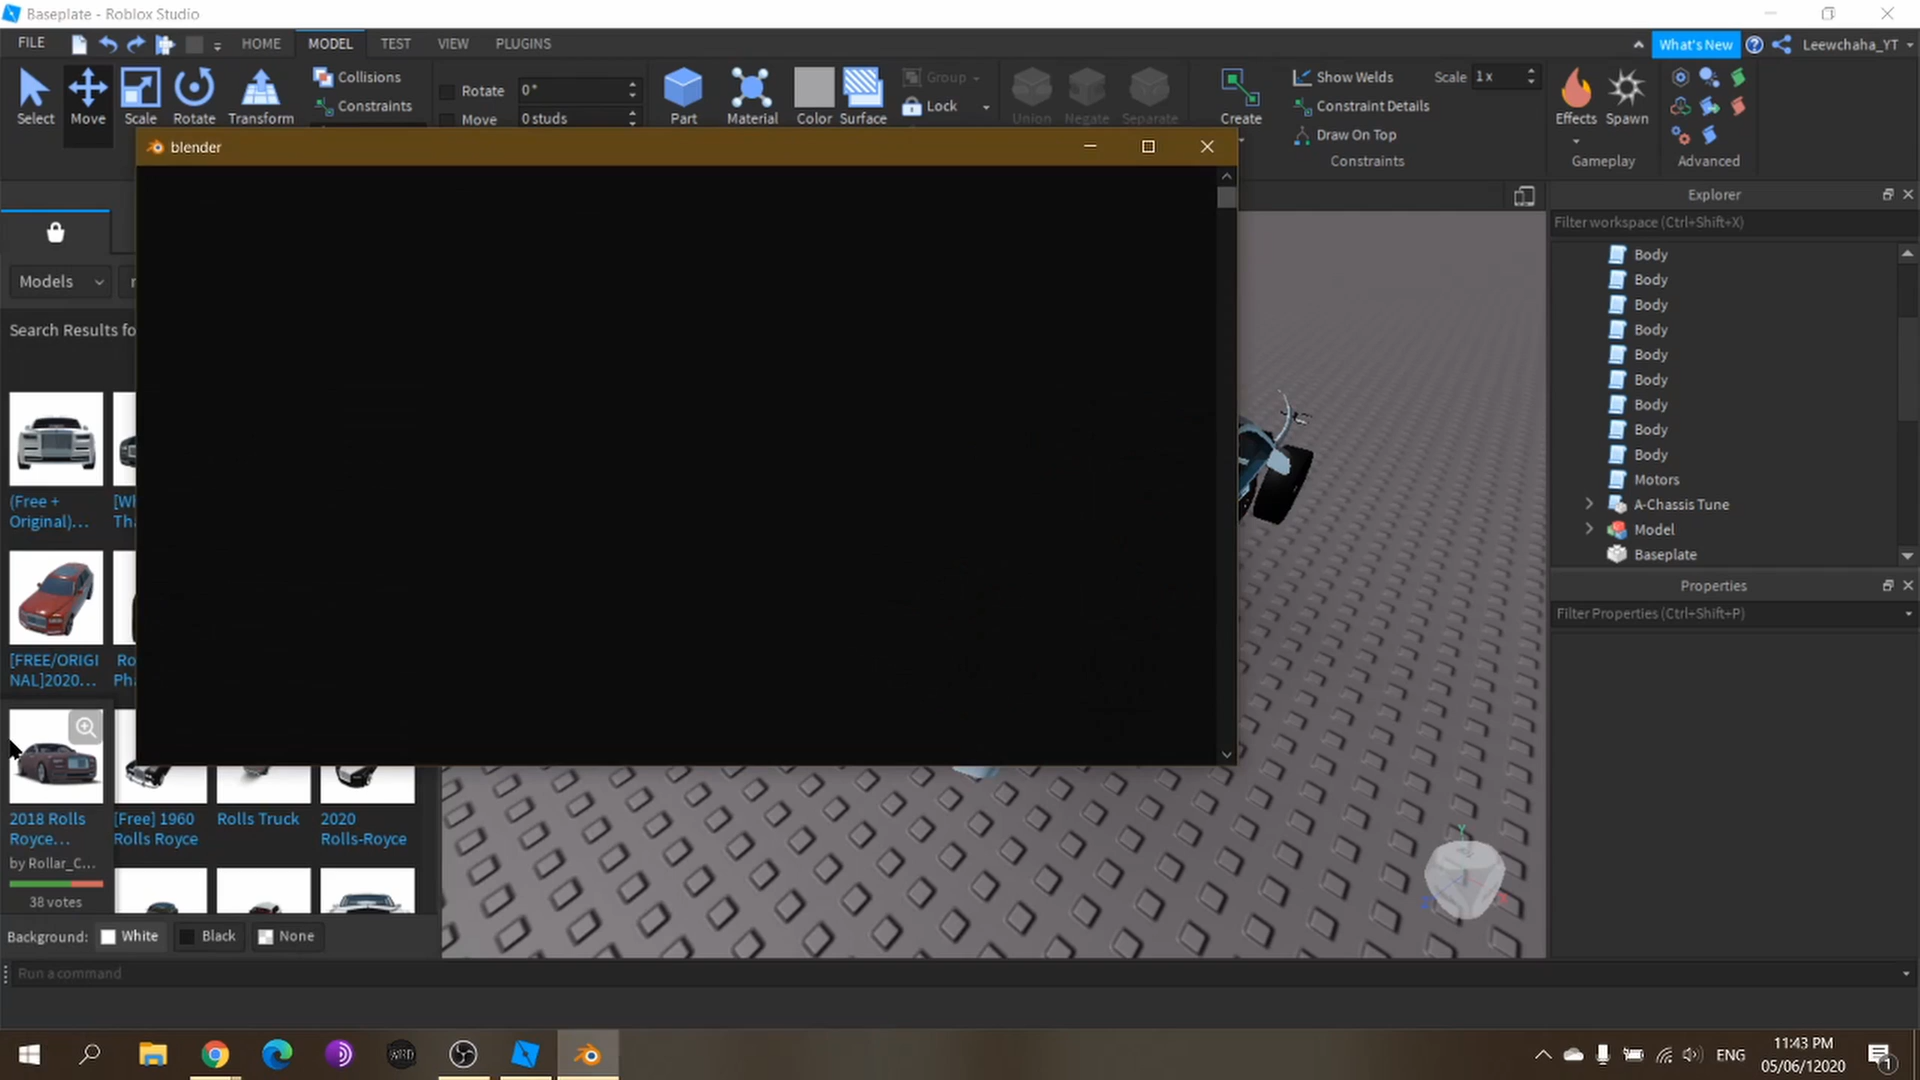 Baseplate - Roblox Studio
FILE
HOME
MODEL
TEST
VIEW
PLUGINS
What's New
Leewchaha_YT
Select
Move
Scale
Rotate
Transform
Collisions
Constraints
Rotate 0°
Move 0 studs
Part
Material
Color
Surface
Group
Lock
Union
Negate
Separate
Create
Show Welds
Scale 1 x
Constraint Details
Draw On Top
Constraints
Effects
Spawn
Gameplay
Advanced
blender
Explorer
Filter workspace (Ctrl+Shift+X)
Body
Body
Body
Body
Body
Body
Body
Body
Body
Motors
A-Chassis Tune
Model
Baseplate
Properties
Filter Properties (Ctrl+Shift+P)
Models
Search Results fo
(Free +
Original)...
[FREE/ORIGI
NAL]2020...
2018 Rolls
Royce...
by Rollar_C...
38 votes
[Free] 1960
Rolls Royce
Rolls Truck
2020
Rolls-Royce
Background:
White
Black
None
Run a command
Y
ENG
11:43 PM
05/06/2020
1